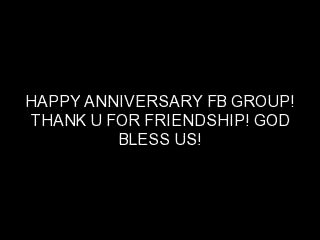 HAPPY ANNIVERSARY FB GROUP!
THANK U FOR FRIENDSHIP! GOD
BLESS US!